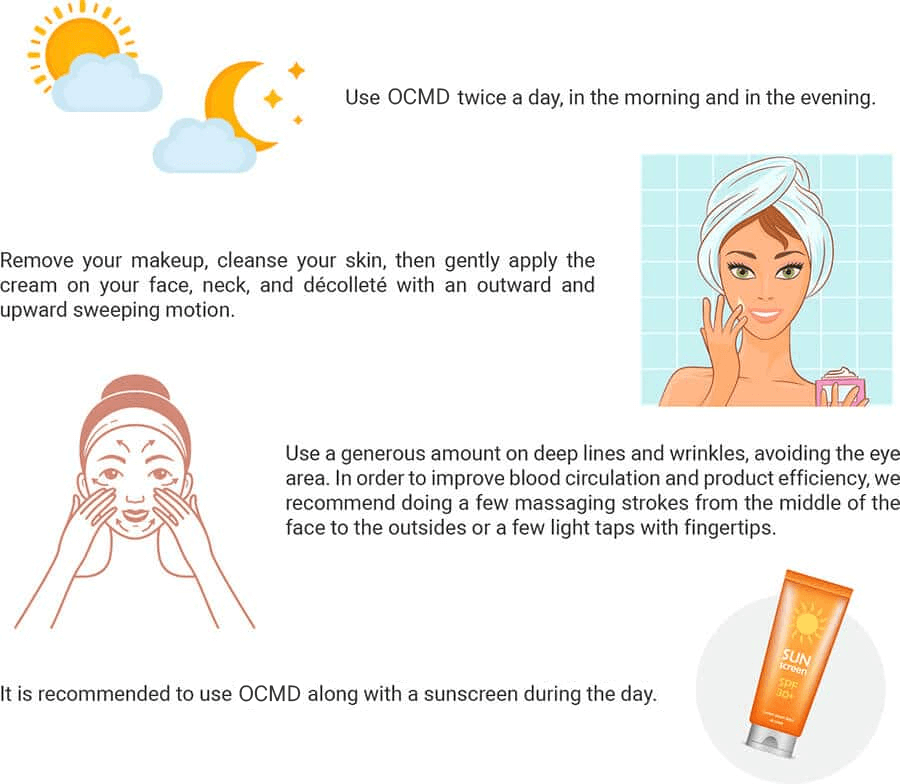 Use OCMD twice a day, in the morning and in the evening.
Remove your makeup, cleanse your skin, then gently apply the
cream on your face, neck, and décolleté with an outward and
upward sweeping motion.
Use a generous amount on deep lines and wrinkles, avoiding the eye
area. In order to improve blood circulation and product efficiency, we
recommend doing a few massaging strokes from the middle of the
face to the outsides or a few light taps with fingertips.
SUN
screen
SPF
30+
It is recommended to use OCMD along with a sunscreen during the day.